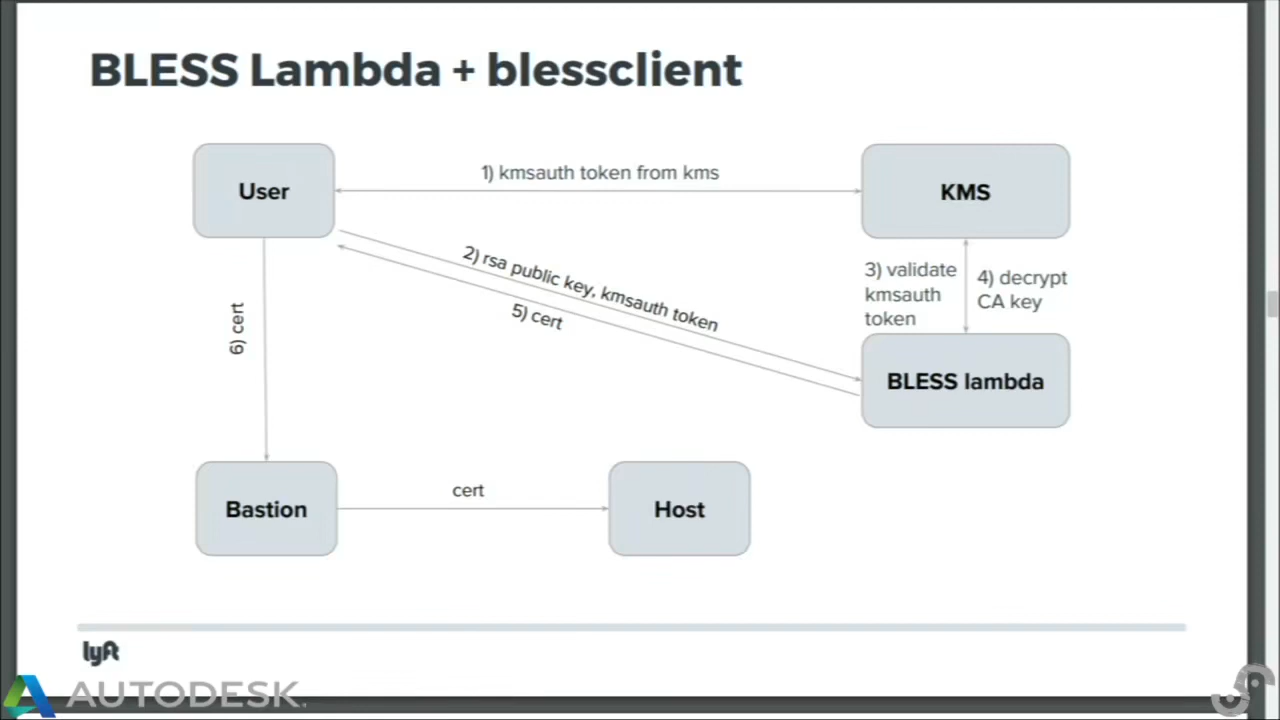 BLESS Lambda + blessclient
User
1) kmsauth token from kms
KMS
2) rsa public key, kmsauth token
5) cert
3) validate
kmsauth
token
4) decrypt
CA key
6) cert
BLESS lambda
Bastion
cert
Host
lyft
AUTODESK.